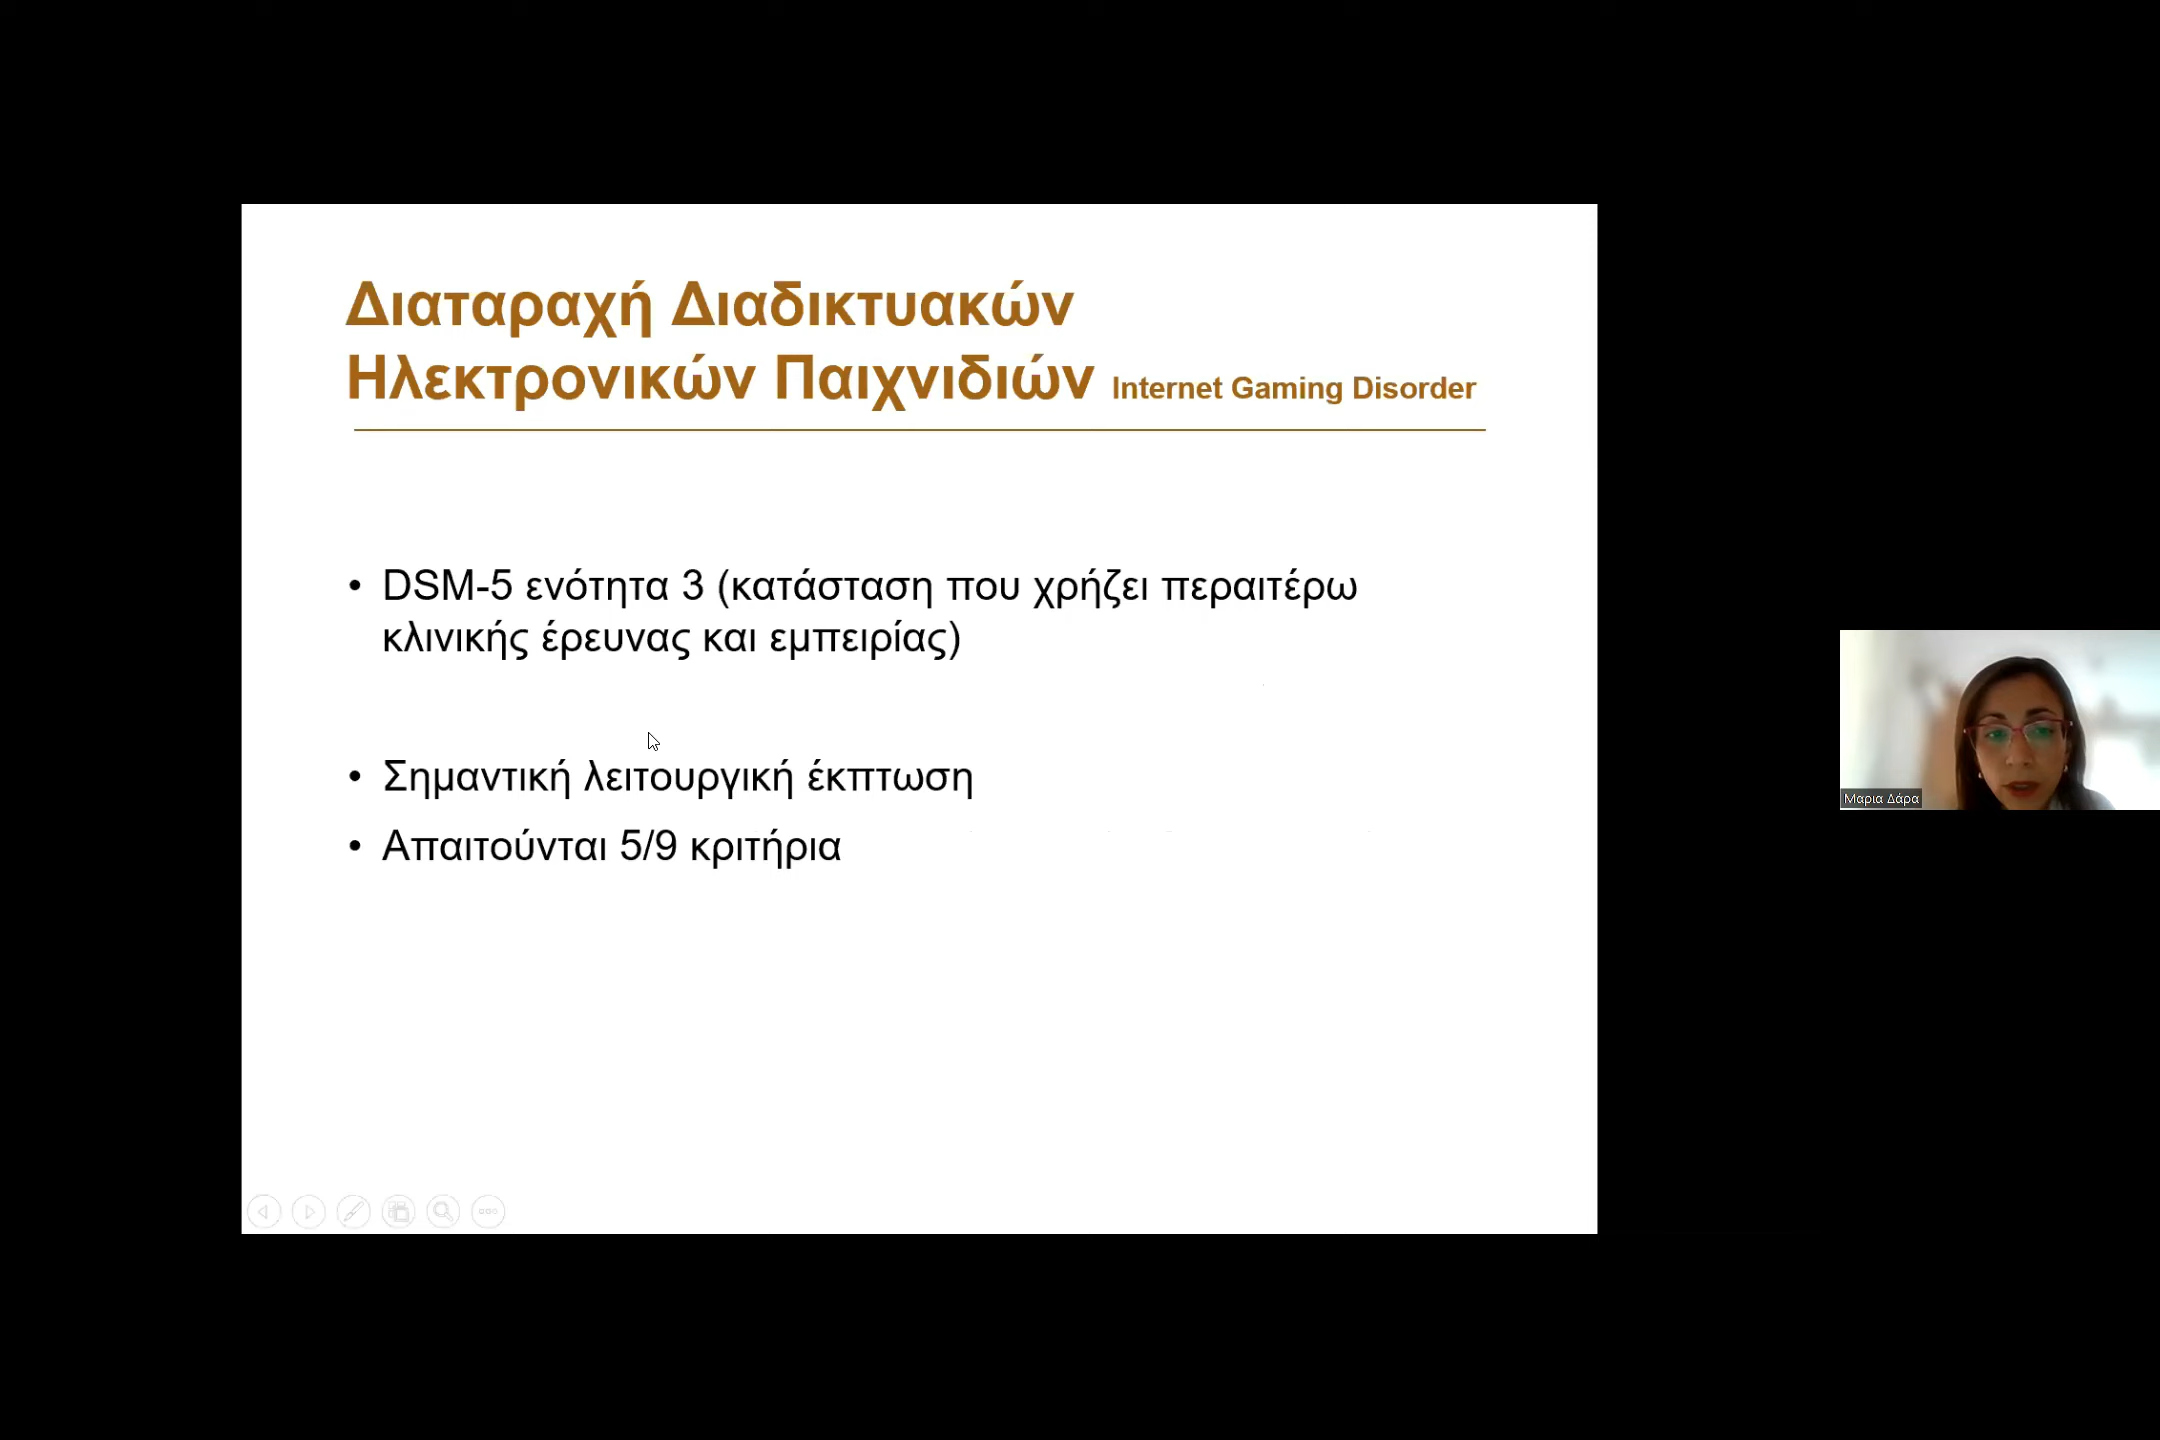 Διαταραχή Διαδικτυακών
Ηλεκτρονικών Παιχνιδιών Internet Gaming Disorder
• DSM-5 ενότητα 3 (κατάσταση που χρήζει περαιτέρω
κλινικής έρευνας και εμπειρίας)
• Σημαντική λειτουργική έκπτωση
• Απαιτούνται 5/9 κριτήρια
Μαρια Δάρα